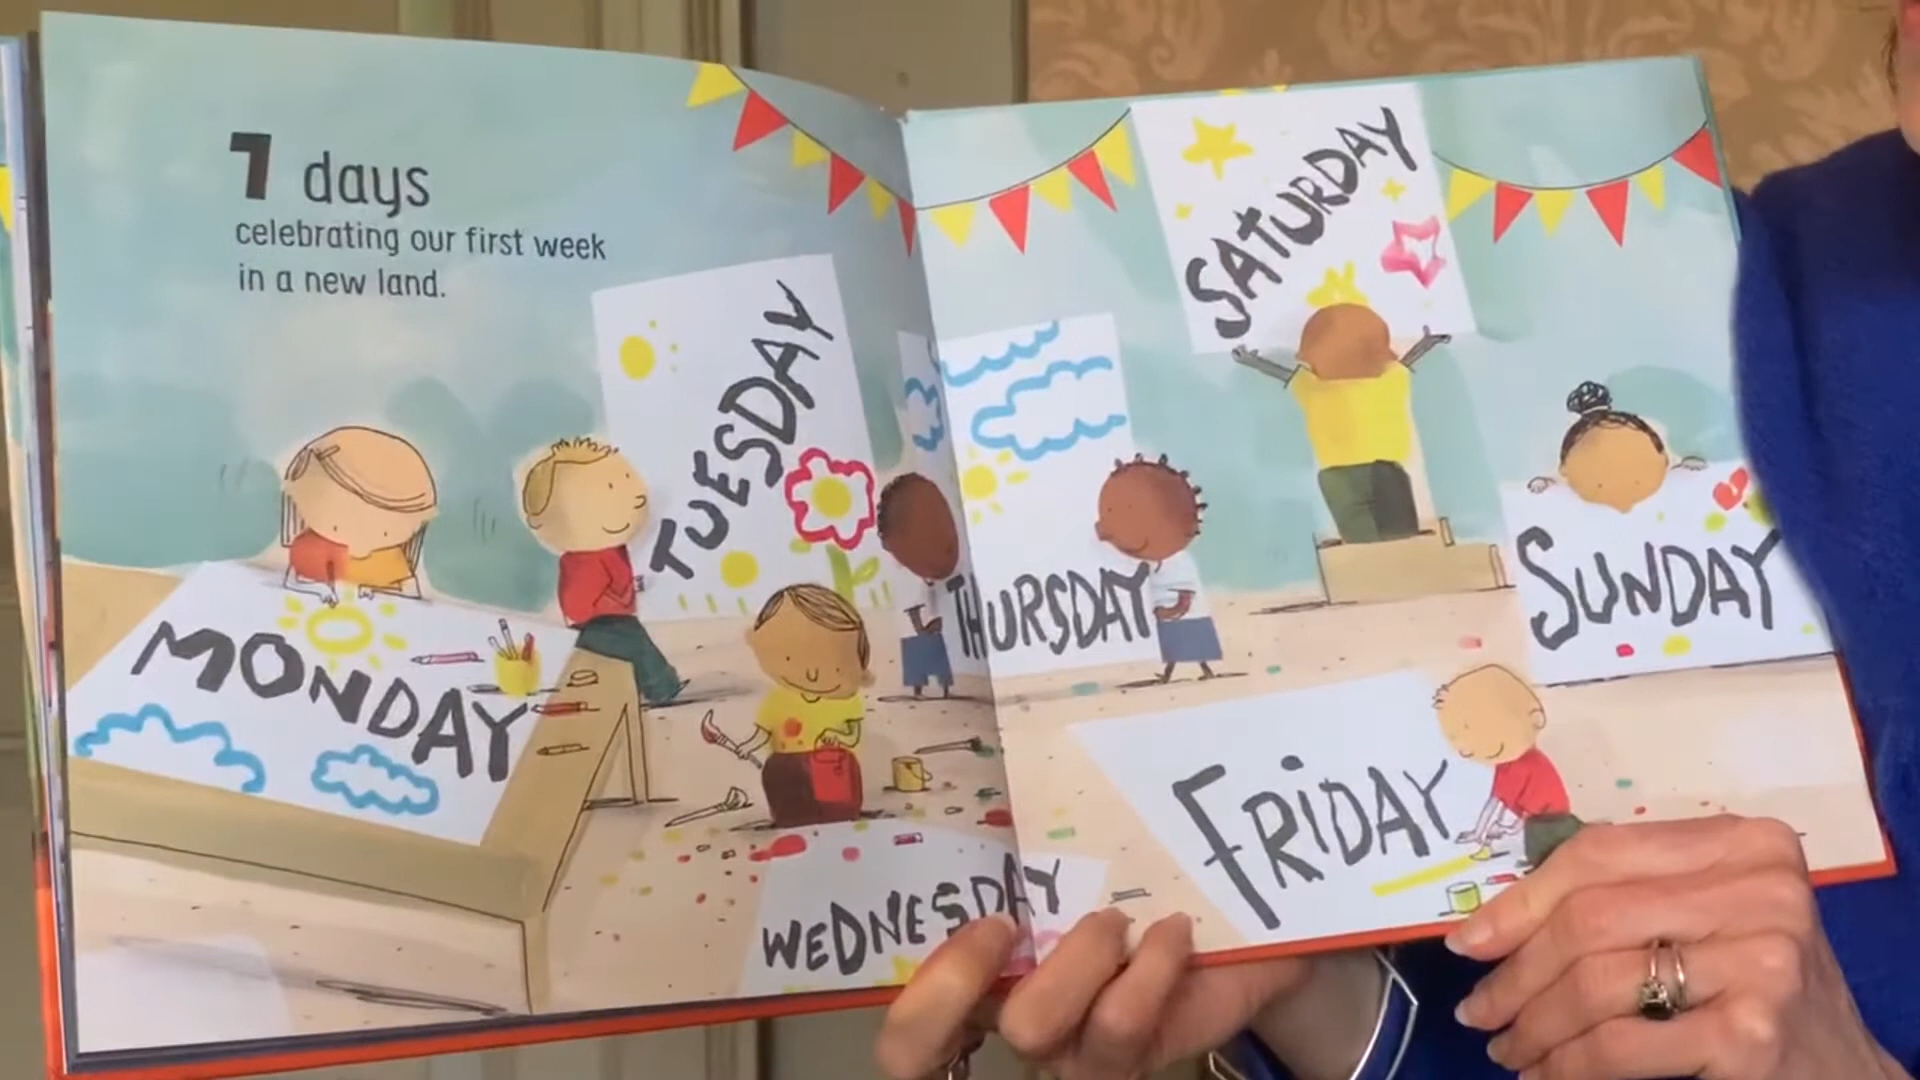 7 days
celebrating our first week
in a new land.
MONDAY
TUESDAY
WEDNESDAY
THURSDAY
FRiDAY
SATURDAY
SUNDAY